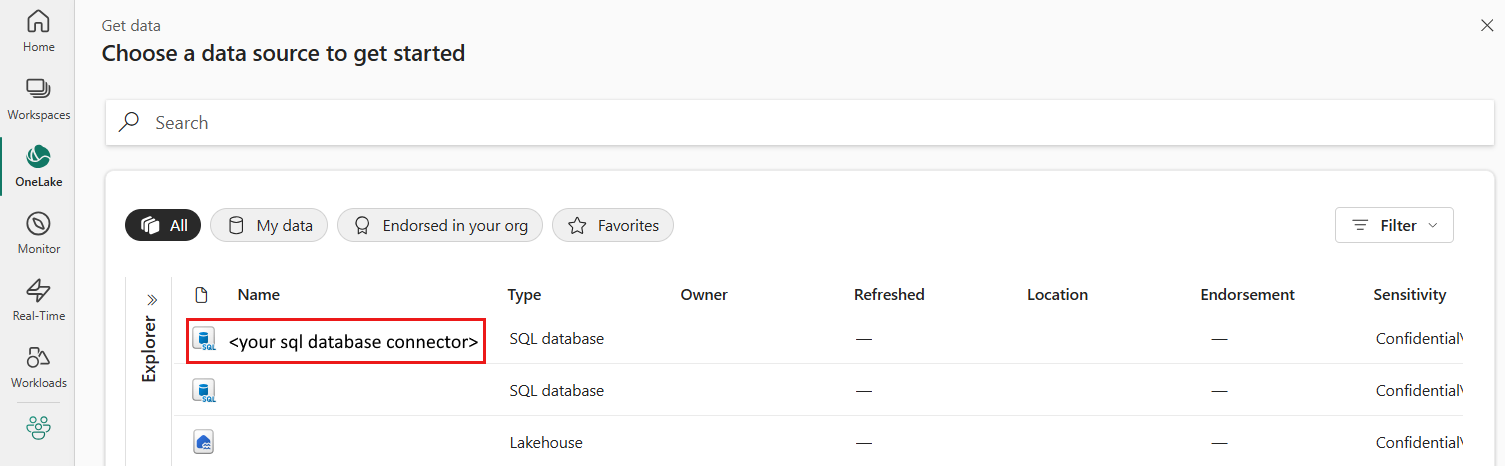 Home
Workspaces
OneLake
Monitor
Real-Time
Workloads
Get data
Choose a data source to get started
Search
All
My data
Endorsed in your org
Favorites
Filter
Explorer
Name Type Owner Refreshed Location Endorsement Sensitivity
SQL <your sql database connector> SQL database — — Confidential\
SQL SQL database — — Confidential\
Lakehouse — — Confidential\